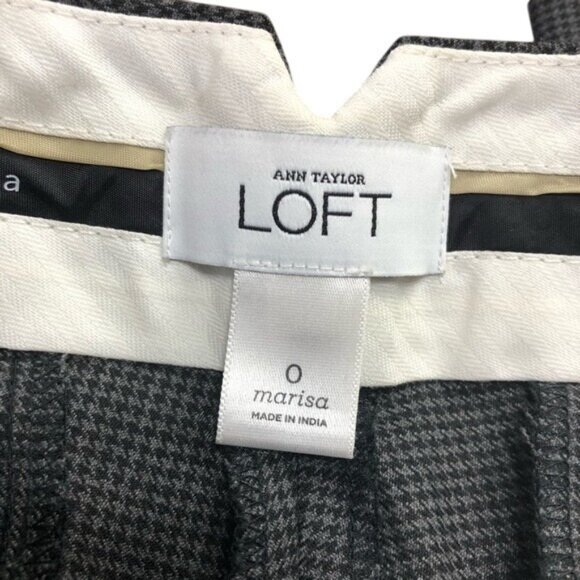 a
ANN TAYLOR
LOFT
0
marisa
MADE IN INDIA